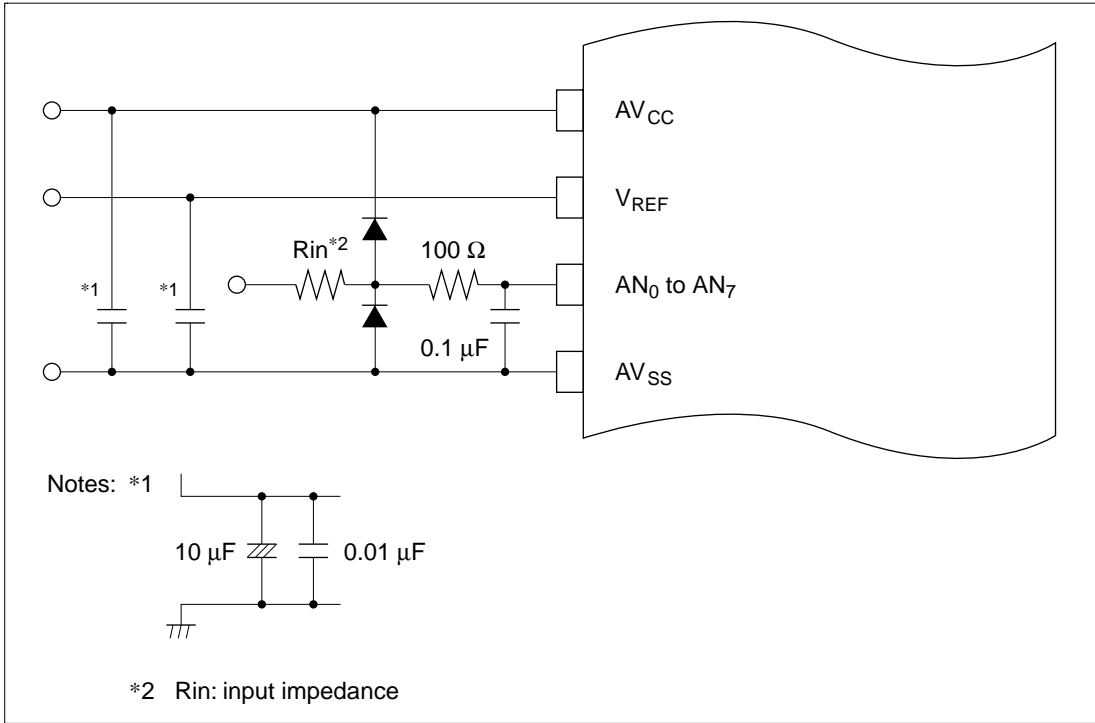 AVCC
VREF
Rin*2
100 Ω
*1
*1
AN0 to AN7
0.1 μF
AVSS
Notes: *1
10 μF
0.01 μF
*2 Rin: input impedance